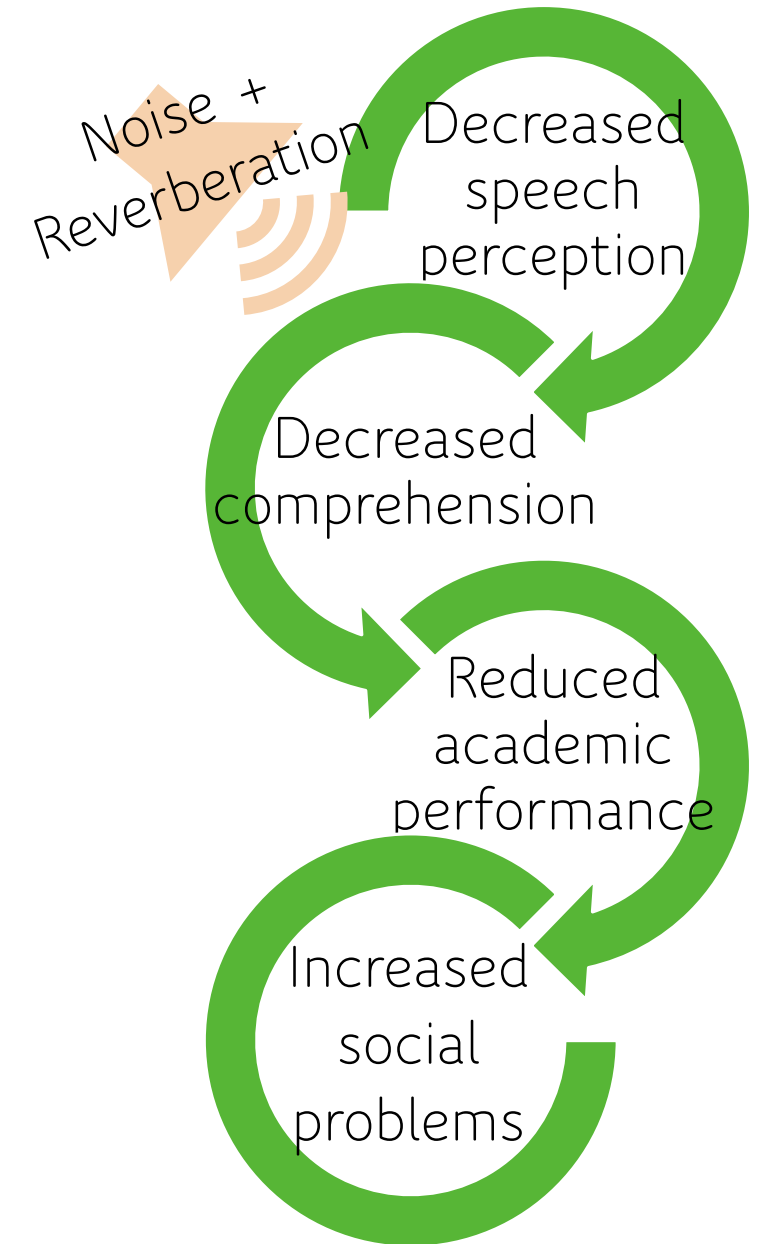 Noise +
Reverberation
Decreased
speech
perception
Decreased
comprehension
Reduced
academic
performance
Increased
social
problems